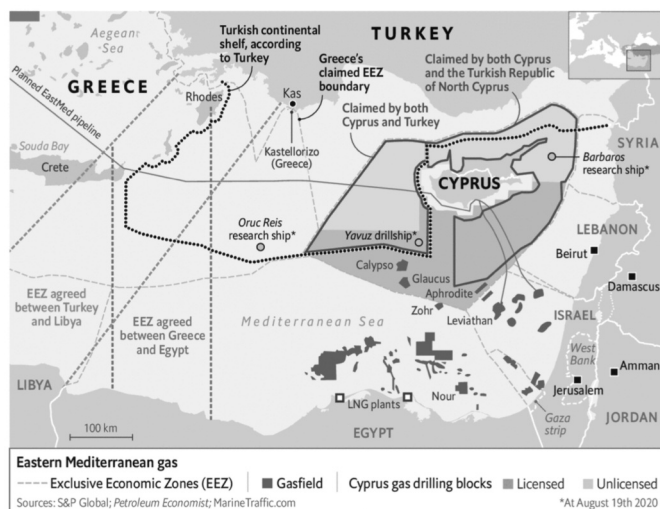 Aegean
Sea
TURKEY
Turkish continental
shelf, according
to Turkey
Greece's
claimed EEZ
boundary
Claimed by both Cyprus
and the Turkish Republic
of North Cyprus
GREECE
Rhodes
Kas
Claimed by both
Cyprus and Turkey
Planned EastMed pipeline
Kastellorizo
(Greece)
SYRIA
Souda Bay
Crete
Barbaros
research ship*
CYPRUS
Oruc Reis
research ship*
Yavuz drillship*
LEBANON
Beirut
Calypso
Glaucus
Aphrodite
Damascus
EEZ agreed
between Turkey
and Libya
EEZ agreed
between Greece
and Egypt
Mediterranean Sea
Zohr
Leviathan
ISRAEL
West
Bank
Amman
LIBYA
Jerusalem
LNG plants
Nour
Gaza
strip
JORDAN
100 km
EGYPT
Eastern Mediterranean gas
Exclusive Economic Zones (EEZ)
Gasfield
Cyprus gas drilling blocks
Licensed
Unlicensed
Sources: S&P Global; Petroleum Economist; MarineTraffic.com
*At August 19th 2020